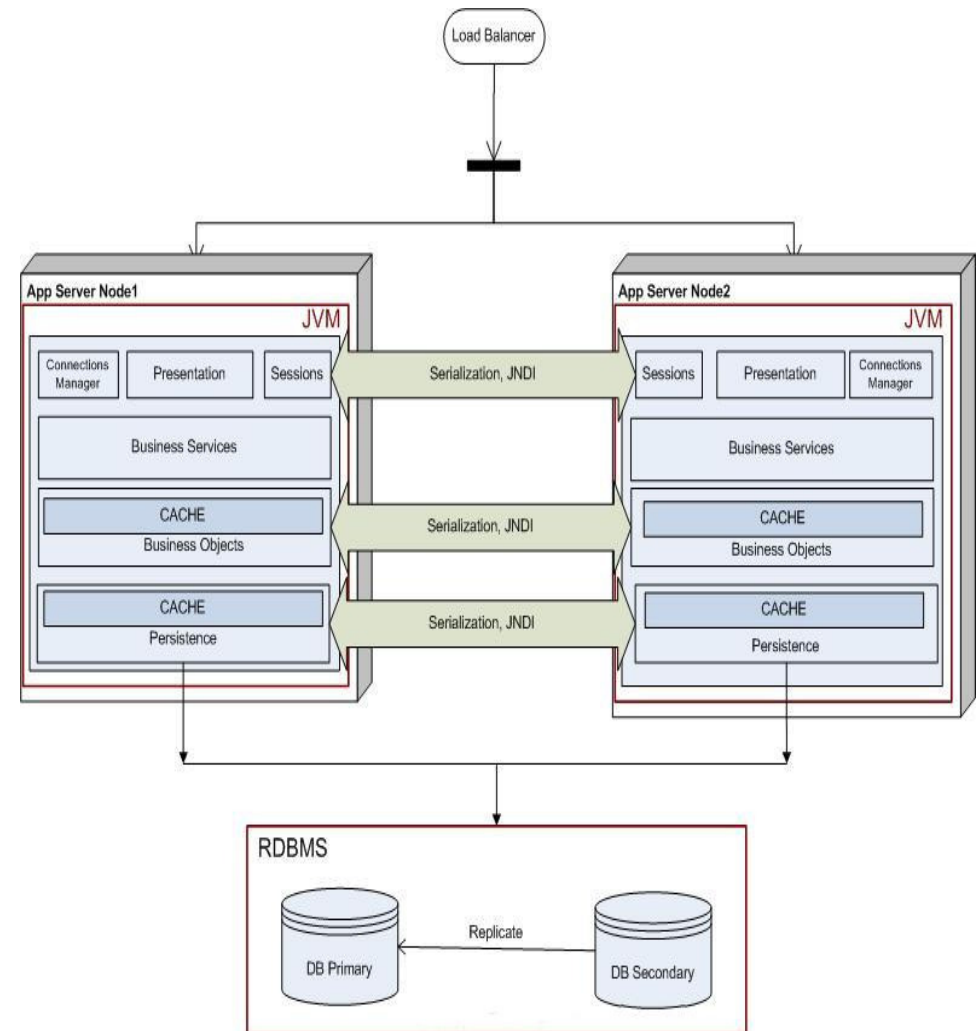 Load Balancer
App Server Node1
JVM
Connections
Manager
Presentation
Sessions
Business Services
CACHE
Business Objects
CACHE
Persistence
Serialization, JNDI
Serialization, JNDI
Serialization, JNDI
App Server Node2
JVM
Sessions
Presentation
Connections
Manager
Business Services
CACHE
Business Objects
CACHE
Persistence
RDBMS
DB Primary
Replicate
DB Secondary